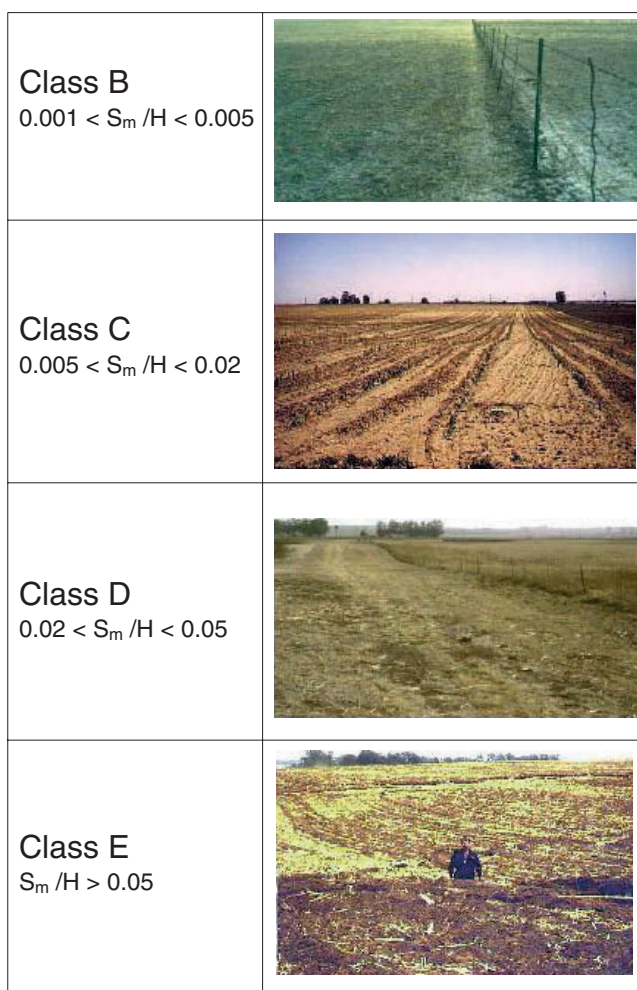 Class B
0.001 < Sm /H < 0.005
Class C
0.005 < Sm /H < 0.02
Class D
0.02 < Sm /H < 0.05
Class E
Sm /H > 0.05